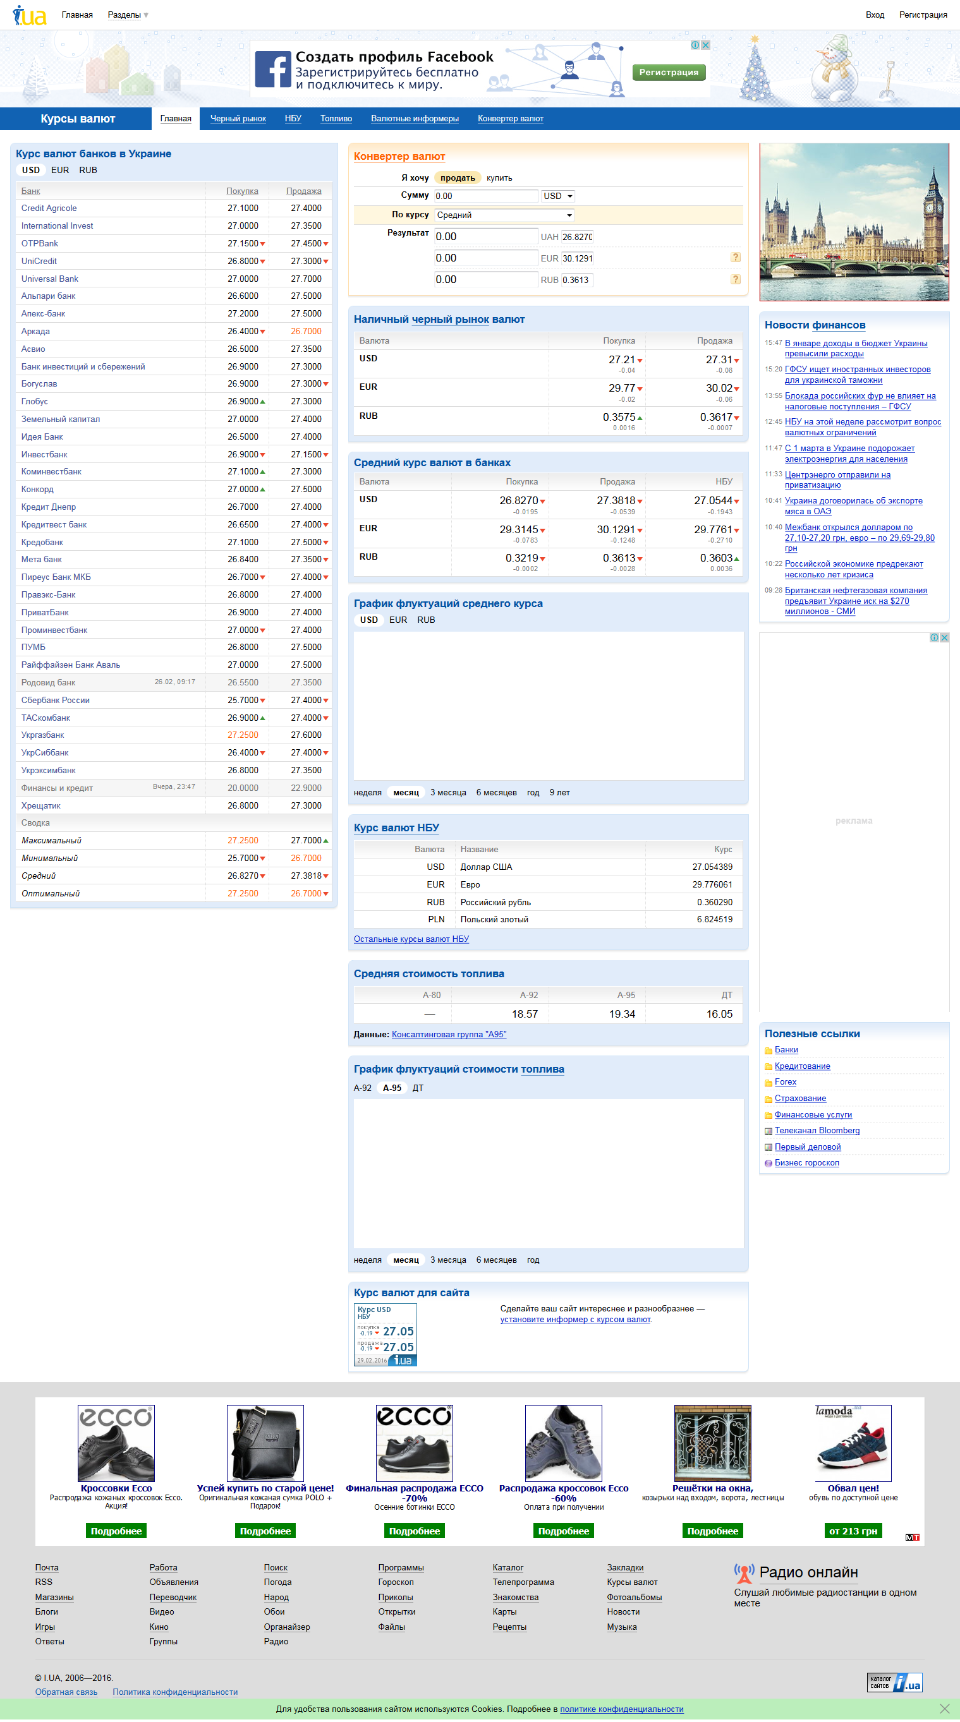 i.ua Главная Разделы Вход Регистрация
Создать профиль Facebook
Зарегистрируйтесь бесплатно
и подключитесь к миру.
Регистрация
Курсы валют Главная Черный рынок НБУ Топливо Валютные информеры Конвертер валют
Курс валют банков в Украине
USD EUR RUB
Банк Покупка Продажа
Credit Agricole 27.1000 27.4000
International Invest 27.0000 27.3500
OTPBank 27.1500 27.4500
UniCredit 26.8000 27.3000
Universal Bank 27.0000 27.7000
Альпари банк 26.6000 27.5000
Апекс-банк 27.2000 27.5000
Аркада 26.4000 26.7000
Асвио 26.5000 27.3500
Банк инвестиций и сбережений 26.9000 27.4000
Богуслав 26.9000 27.3000
Глобус 26.9000 27.3000
Земельный капитал 27.0000 27.4000
Идея Банк 26.5000 27.4000
Инвестбанк 26.9000 27.1500
Коминвестбанк 27.1000 27.3000
Конкорд 27.0000 27.5000
Кредит Днепр 26.7000 27.4000
Кредитвест банк 26.6500 27.4000
Кредобанк 27.1000 27.5000
Мета банк 26.8400 27.3500
Пиреус Банк МКБ 26.7000 27.4000
Правэкс-Банк 26.8000 27.4000
ПриватБанк 26.9000 27.4000
Проминвестбанк 27.0000 27.4000
ПУМБ 26.8000 27.5000
Райффайзен Банк Аваль 27.0000 27.5000
Родовид банк 26.02, 09:17 26.5500 27.3500
Сбербанк России 25.7000 27.4000
ТАСкомбанк 26.9000 27.4000
Укргазбанк 27.2500 27.6000
УкрСиббанк 26.4000 27.4000
Укрэксимбанк 26.8000 27.3500
Финансы и кредит Вчера, 23:47 20.0000 22.9000
Хрещатик 26.8000 27.3000
Сводка
Максимальный 27.2500 27.7000
Минимальный 25.7000 26.7000
Средний 26.8270 27.3818
Оптимальный 27.2500 26.7000
Конвертер валют
Я хочу продать купить
Сумму 0.00 USD
По курсу Средний
Результат 0.00 UAH 26.8270
0.00 EUR 30.1291 ?
0.00 RUB 0.3613 ?
Наличный черный рынок валют
Валюта Покупка Продажа
USD 27.21 27.31
-0.04 -0.08
EUR 29.77 30.02
-0.02 -0.06
RUB 0.3575 0.3617
0.0016 -0.0007
Средний курс валют в банках
Валюта Покупка Продажа НБУ
USD 26.8270 27.3818 27.0544
-0.0195 -0.0539 -0.1943
EUR 29.3145 30.1291 29.7761
-0.0783 -0.1248 -0.2710
RUB 0.3219 0.3613 0.3603
-0.0002 -0.0028 0.0036
График флуктуаций среднего курса
USD EUR RUB
неделя месяц 3 месяца 6 месяцев год 9 лет
Курс валют НБУ
Валюта Название Курс
USD Доллар США 27.054389
EUR Евро 29.776061
RUB Российский рубль 0.360290
PLN Польский злотый 6.824519
Остальные курсы валют НБУ
Средняя стоимость топлива
А-80 А-92 А-95 ДТ
— 18.57 19.34 16.05
Данные: Консалтинговая группа "А95"
График флуктуаций стоимости топлива
А-92 А-95 ДТ
неделя месяц 3 месяца 6 месяцев год
Курс валют для сайта
Курс USD
НБУ
покупка
-0.19 27.05
продажа
-0.19 27.05
29.02.2016 i.ua
Сделайте ваш сайт интереснее и разнообразнее —
установите информер с курсом валют.
Новости финансов
15:47 В январе доходы в бюджет Украины
превысили расходы
15:20 ГФСУ ищет иностранных инвесторов
для украинской таможни
13:55 Блокада российских фур не влияет на
налоговые поступления – ГФСУ
12:45 НБУ на этой неделе рассмотрит вопрос
валютных ограничений
11:47 С 1 марта в Украине подорожает
электроэнергия для населения
11:33 Центрэнерго отправили на
приватизацию
10:41 Украина договорилась об экспорте
мяса в ОАЭ
10:40 Межбанк открылся долларом по
27,10-27,20 грн, евро – по 29,69-29,80
грн
10:22 Российской экономике предрекают
несколько лет кризиса
09:28 Британская нефтегазовая компания
предъявит Украине иск на $270
миллионов - СМИ
реклама
Полезные ссылки
Банки
Кредитование
Forex
Страхование
Финансовые услуги
Телеканал Bloomberg
Первый деловой
Бизнес гороскоп
ecco ecco lamoda
Кроссовки Ecco
Распродажа кожаных кроссовок Ecco.
Акция!
Подробнее
Успей купить по старой цене!
Оригинальная кожаная сумка POLO +
Подарок!
Подробнее
Финальная распродажа ECCO
-70%
Осенние ботинки ECCO
Подробнее
Распродажа кроссовок Ecco
-60%
Оплата при получении
Подробнее
Решётки на окна,
козырьки над входом, ворота, лестницы
Подробнее
Обвал цен!
обувь по доступной цене
от 213 грн
МТ
Почта Работа Поиск Программы Каталог Закладки
RSS Объявления Погода Гороскоп Телепрограмма Курсы валют
Магазины Переводчик Народ Приколы Знакомства Фотоальбомы
Блоги Видео Обои Открытки Карты Новости
Игры Кино Органайзер Файлы Рецепты Музыка
Ответы Группы Радио
Радио онлайн
Слушай любимые радиостанции в одном
месте
© I.UA, 2006—2016.
Обратная связь Политика конфиденциальности
каталог
сайтов i.ua
Для удобства пользования сайтом используются Cookies. Подробнее в политике конфиденциальности